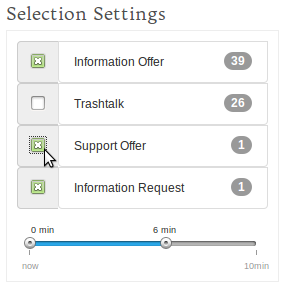 Selection Settings
Information Offer 39
Trashtalk 26
Support Offer 1
Information Request 1
0 min 6 min
now 10min